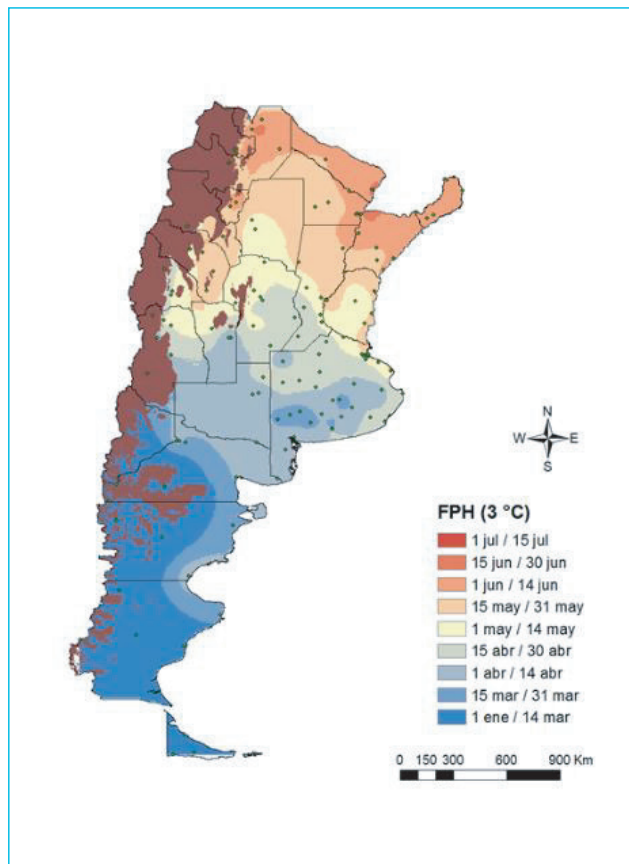 N
W E
S
FPH (3 °C)
1 jul / 15 jul
15 jun / 30 jun
1 jun / 14 jun
15 may / 31 may
1 may / 14 may
15 abr / 30 abr
1 abr / 14 abr
15 mar / 31 mar
1 ene / 14 mar
0 150 300 600 900 Km